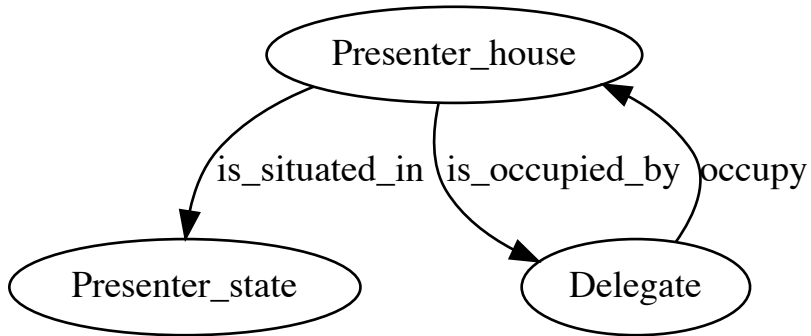 Presenter_house
is_situated_in
is_occupied_by
occupy
Presenter_state
Delegate